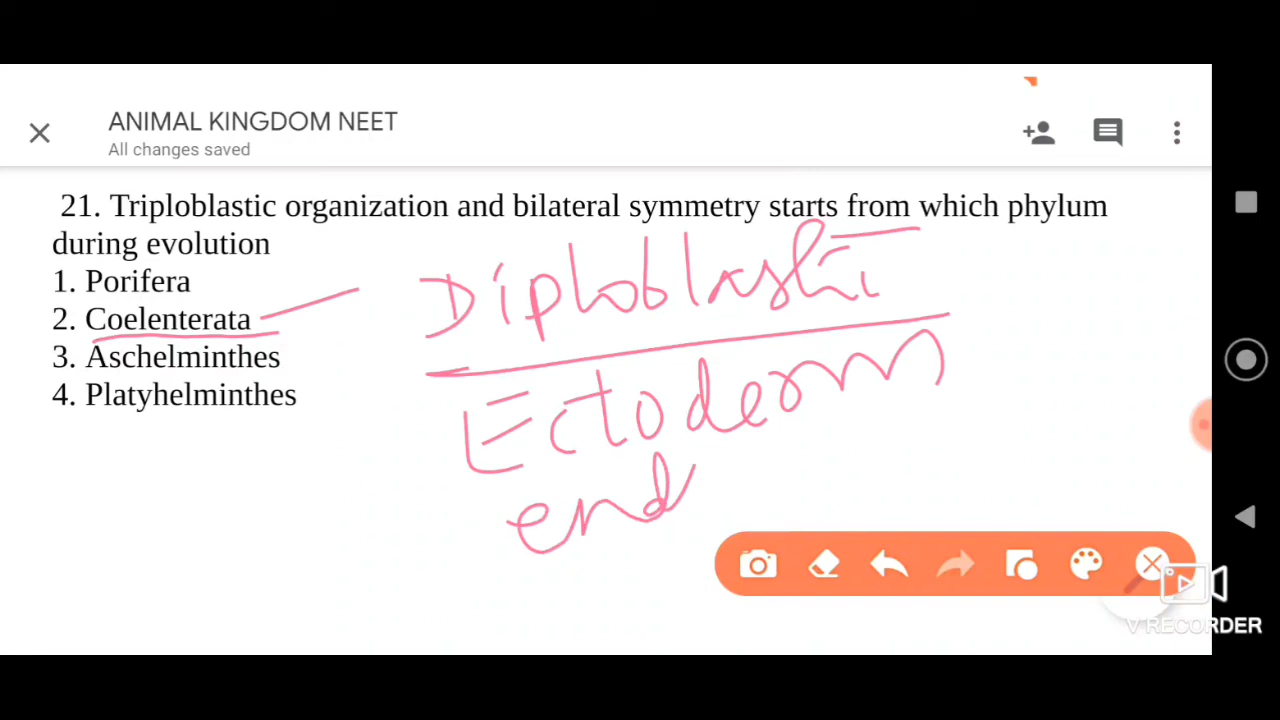 ANIMAL KINGDOM NEET
All changes saved
21. Triploblastic organization and bilateral symmetry starts from which phylum
during evolution
1. Porifera
2. Coelenterata
3. Aschelminthes
4. Platyhelminthes
Diploblasti
Ectoderm
end
V RECORDER